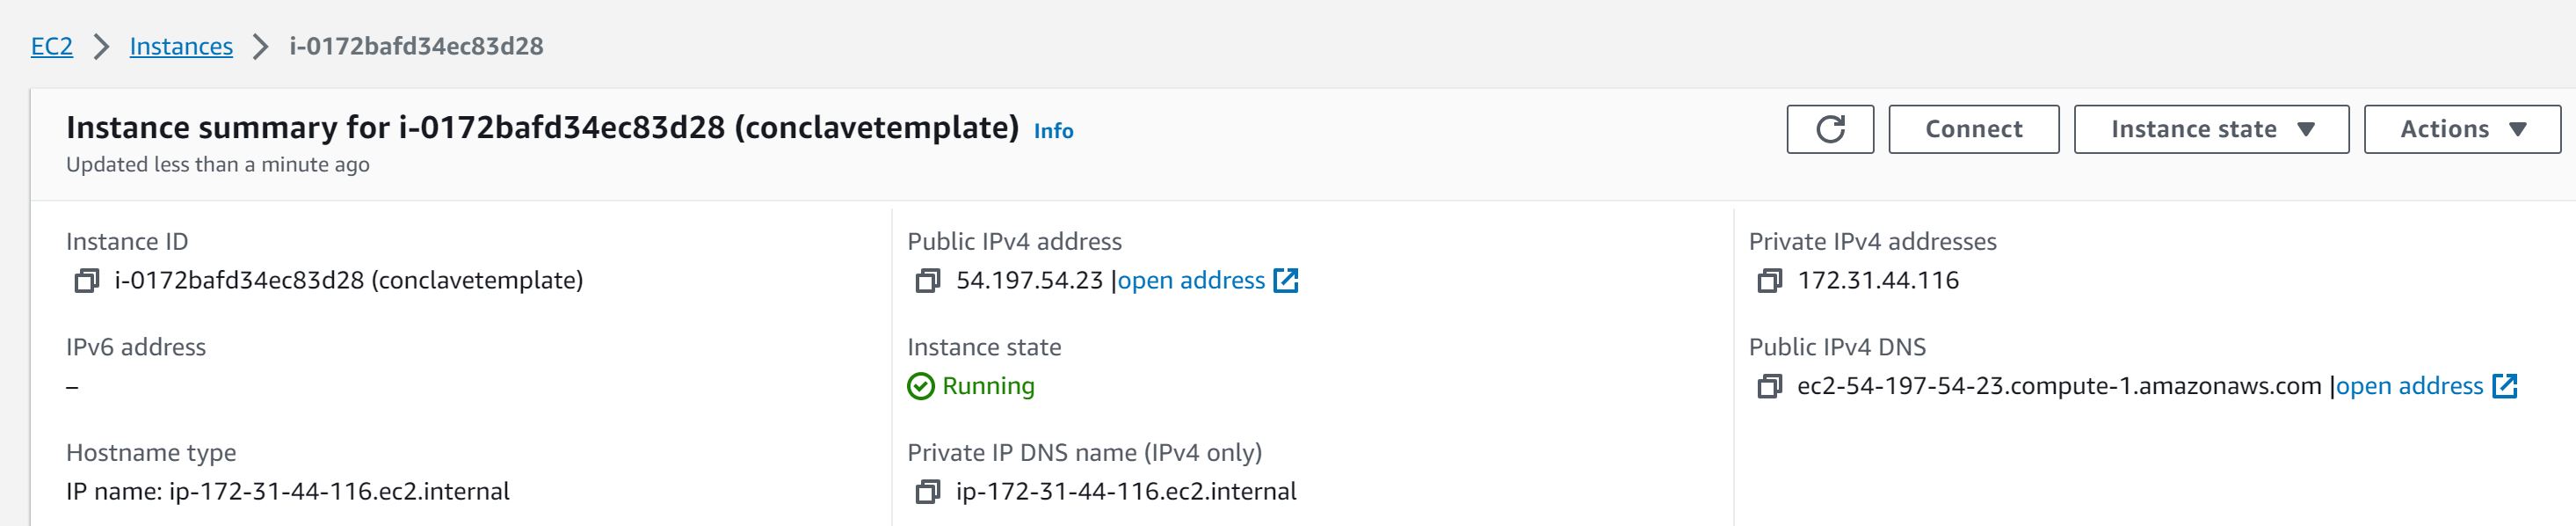 EC2 > Instances > i-0172bafd34ec83d28
Instance summary for i-0172bafd34ec83d28 (conclavetemplate) Info
Updated less than a minute ago
Connect
Instance state
Actions
Instance ID
i-0172bafd34ec83d28 (conclavetemplate)
Public IPv4 address
54.197.54.23 |open address
Private IPv4 addresses
172.31.44.116
IPv6 address
–
Instance state
Running
Public IPv4 DNS
ec2-54-197-54-23.compute-1.amazonaws.com |open address
Hostname type
IP name: ip-172-31-44-116.ec2.internal
Private IP DNS name (IPv4 only)
ip-172-31-44-116.ec2.internal